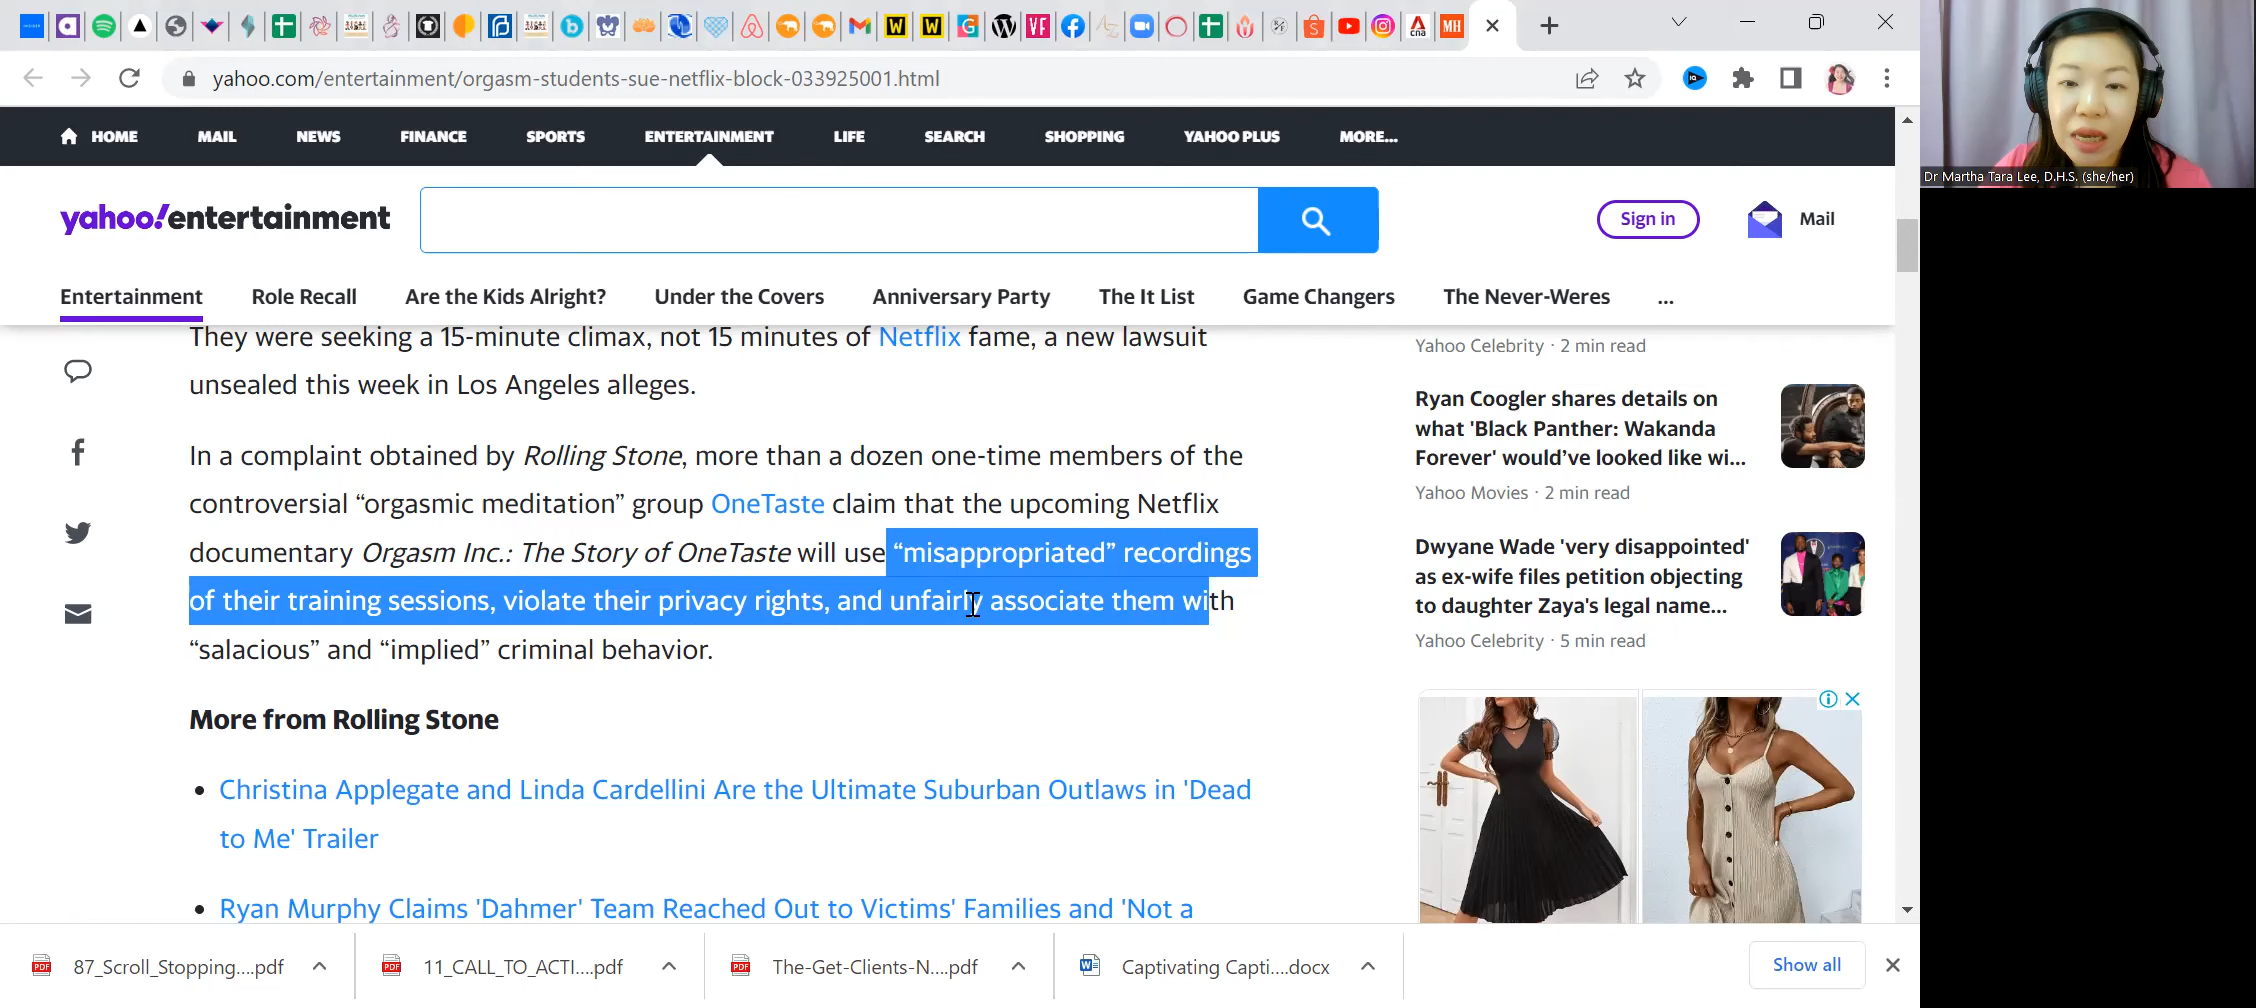 yahoo.com/entertainment/orgasm-students-sue-netflix-block-033925001.html
HOME MAIL NEWS FINANCE SPORTS ENTERTAINMENT LIFE SEARCH SHOPPING YAHOO PLUS MORE...
yahoo!entertainment
Sign in
Mail
Entertainment Role Recall Are the Kids Alright? Under the Covers Anniversary Party The It List Game Changers The Never-Weres ...
They were seeking a 15-minute climax, not 15 minutes of Netflix fame, a new lawsuit
unsealed this week in Los Angeles alleges.
In a complaint obtained by Rolling Stone, more than a dozen one-time members of the
controversial “orgasmic meditation” group OneTaste claim that the upcoming Netflix
documentary Orgasm Inc.: The Story of OneTaste will use “misappropriated” recordings
of their training sessions, violate their privacy rights, and unfairly associate them with
“salacious” and “implied” criminal behavior.
More from Rolling Stone
Christina Applegate and Linda Cardellini Are the Ultimate Suburban Outlaws in 'Dead
to Me' Trailer
Ryan Murphy Claims 'Dahmer' Team Reached Out to Victims' Families and 'Not a
Yahoo Celebrity · 2 min read
Ryan Coogler shares details on
what 'Black Panther: Wakanda
Forever' would’ve looked like wi...
Yahoo Movies · 2 min read
Dwyane Wade 'very disappointed'
as ex-wife files petition objecting
to daughter Zaya's legal name...
Yahoo Celebrity · 5 min read
87_Scroll_Stopping....pdf
11_CALL_TO_ACTI....pdf
The-Get-Clients-N....pdf
Captivating Capti....docx
Show all
Dr Martha Tara Lee, D.H.S. (she/her)